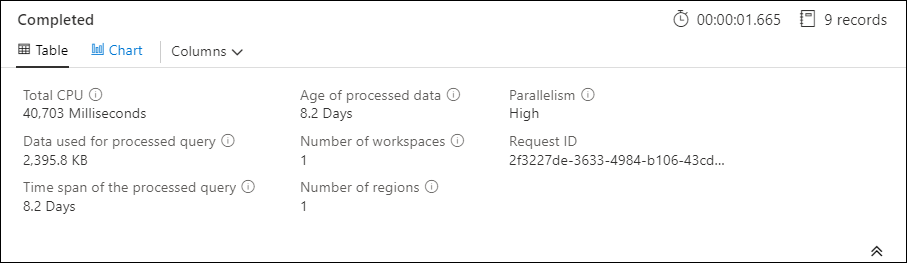 Completed
00:00:01.665
9 records
Table
Chart
Columns
Total CPU
40,703 Milliseconds
Age of processed data
8.2 Days
Parallelism
High
Data used for processed query
2,395.8 KB
Number of workspaces
1
Request ID
2f3227de-3633-4984-b106-43cd...
Time span of the processed query
8.2 Days
Number of regions
1